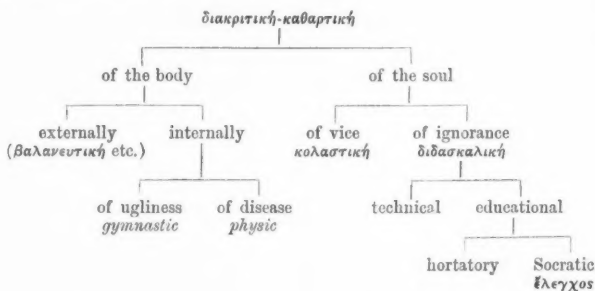 διακριτική-καθαρτική
of the body of the soul
externally internally of vice of ignorance
(βαλανευτική etc.) κολαστική διδασκαλική
of ugliness of disease technical educational
gymnastic physic
hortatory Socratic
ἔλεγχος